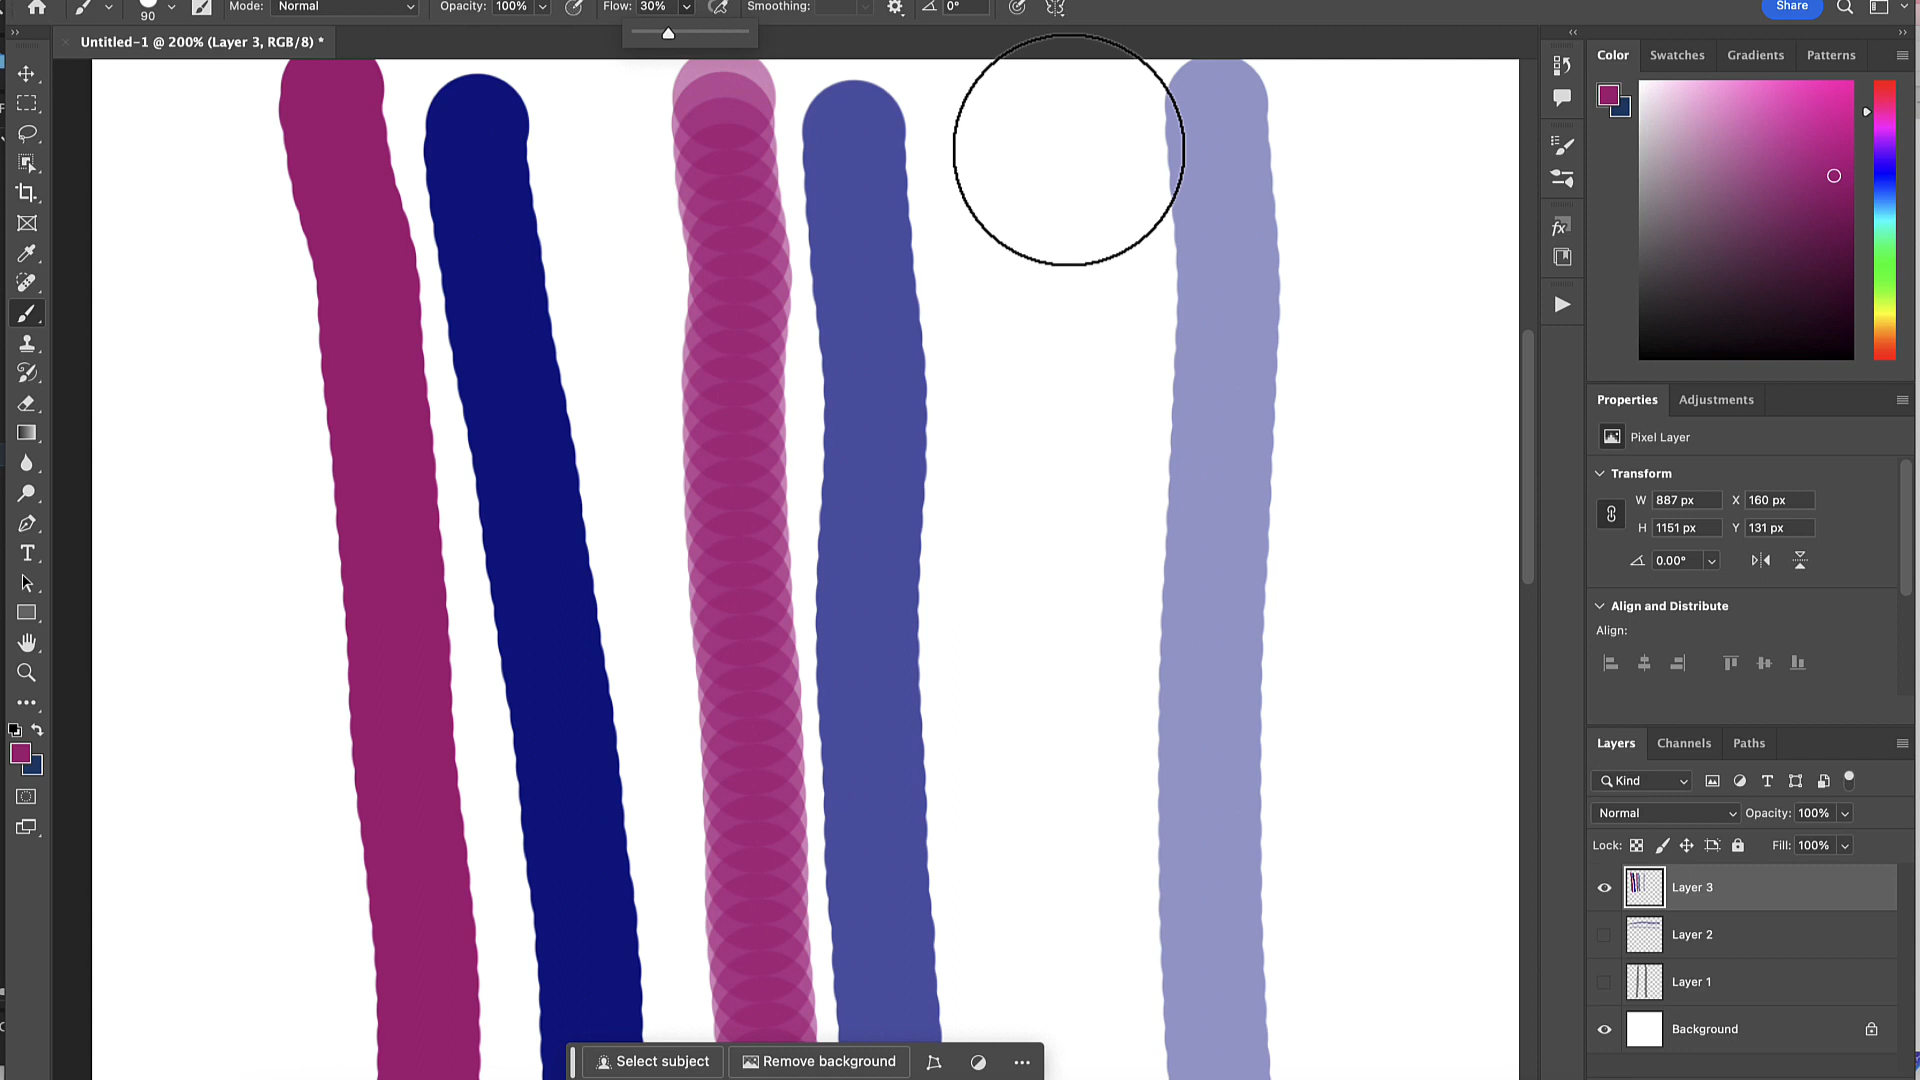 90
Mode: Normal
Opacity: 100%
Flow: 30%
Smoothing:
0°
Share
Untitled-1 @ 200% (Layer 3, RGB/8) *
Color
Swatches
Gradients
Patterns
fx
Properties
Adjustments
Pixel Layer
Transform
W 887 px X 160 px
H 1151 px Y 131 px
0.00°
Align and Distribute
Align:
Layers
Channels
Paths
Kind
Normal
Opacity: 100%
Lock:
Fill: 100%
Layer 3
Layer 2
Layer 1
Background
Select subject
Remove background